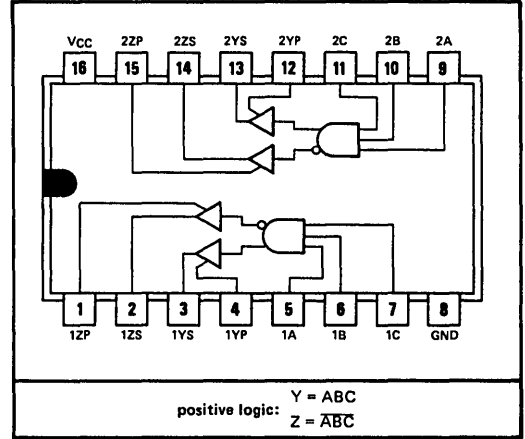 VCC 2ZP 2ZS 2YS 2YP 2C 2B 2A
16 15 14 13 12 11 10 9
1 2 3 4 5 6 7 8
1ZP 1ZS 1YS 1YP 1A 1B 1C GND
positive logic: Y = ABC
Z = A̅B̅C̅